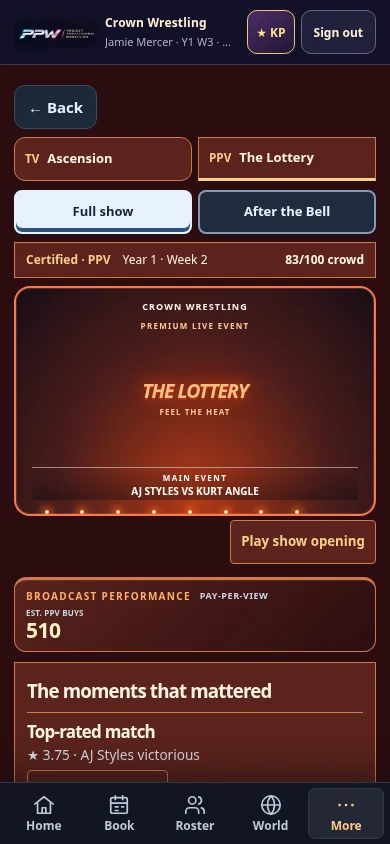 PPW
Crown Wrestling
Jamie Mercer · Y1 W3 · ...
★ KP
Sign out
← Back
TV Ascension
PPV The Lottery
Full show
After the Bell
Certified · PPV Year 1 · Week 2 83/100 crowd
CROWN WRESTLING
PREMIUM LIVE EVENT
THE LOTTERY
FEEL THE HEAT
MAIN EVENT
AJ STYLES VS KURT ANGLE
Play show opening
BROADCAST PERFORMANCE PAY-PER-VIEW
EST. PPV BUYS
510
The moments that mattered
Top-rated match
★ 3.75 · AJ Styles victorious
Home
Book
Roster
World
More